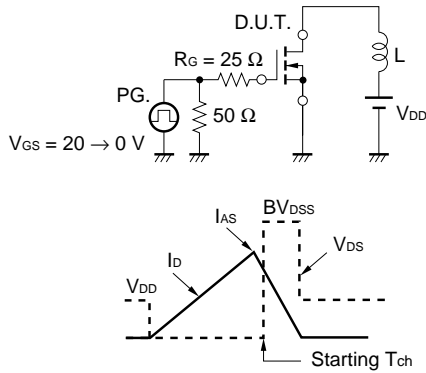 D.U.T.
RG = 25 Ω
L
PG.
50 Ω
VDD
VGS = 20 → 0 V
BVDSS
IAS
ID
VDS
VDD
Starting Tch